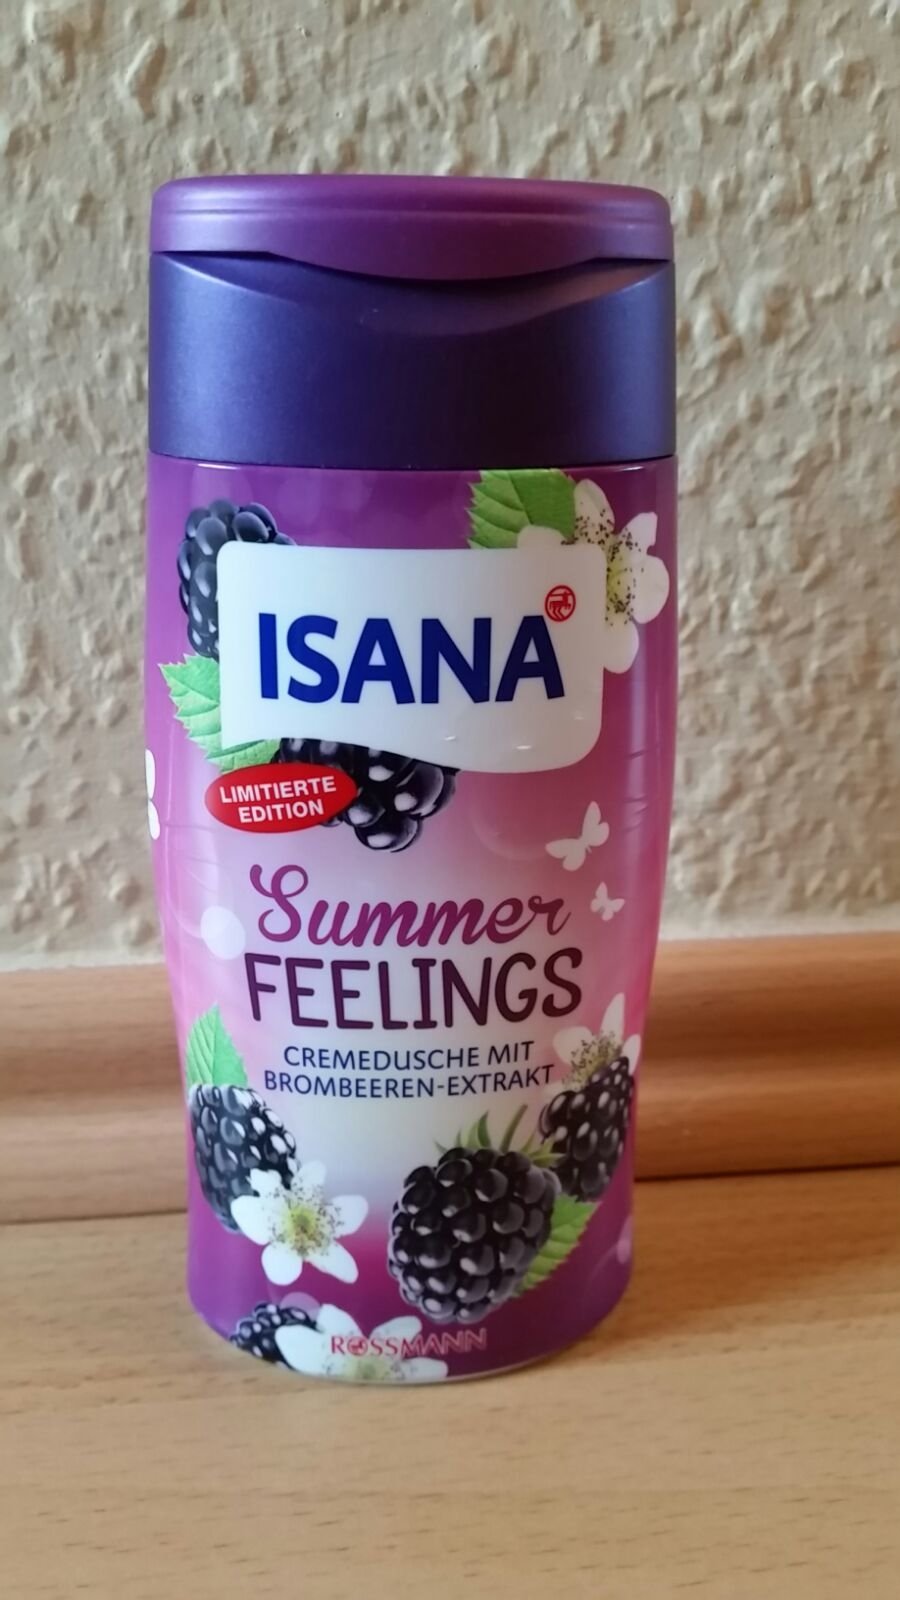 ISANA
LIMITIERTE
EDITION
Summer
FEELINGS
CREMEDUSCHE MIT
BROMBEEREN-EXTRAKT
ROSSMANN